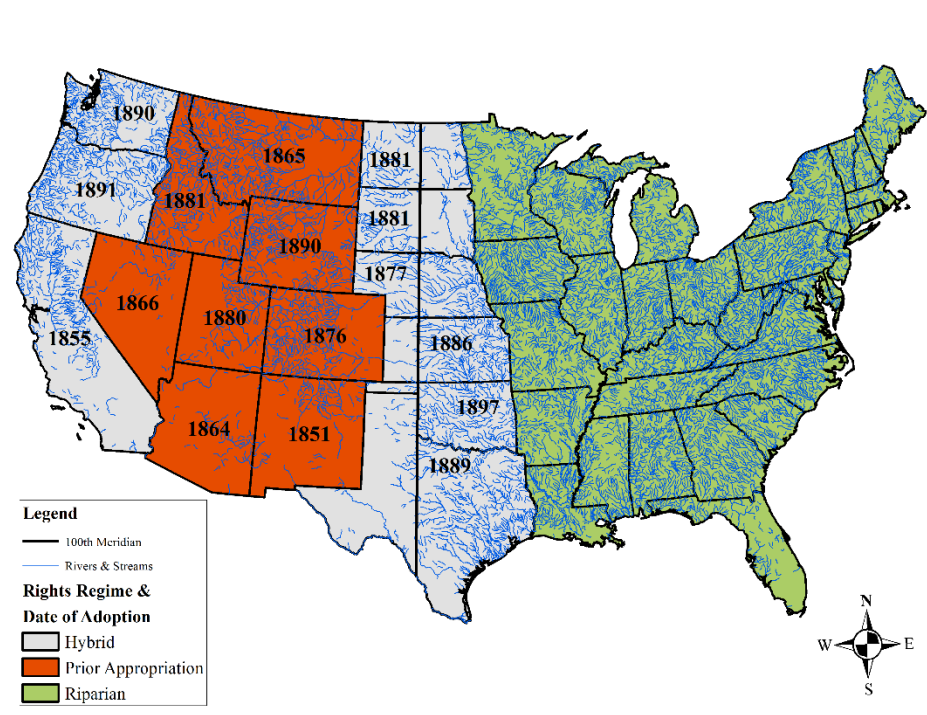 1890
1865
1881
1891
1881
1881
1890
1877
1866
1880
1876
1855
1886
1897
1864
1851
1889
Legend
100th Meridian
Rivers & Streams
Rights Regime &
Date of Adoption
Hybrid
Prior Appropriation
Riparian
N
W E
S